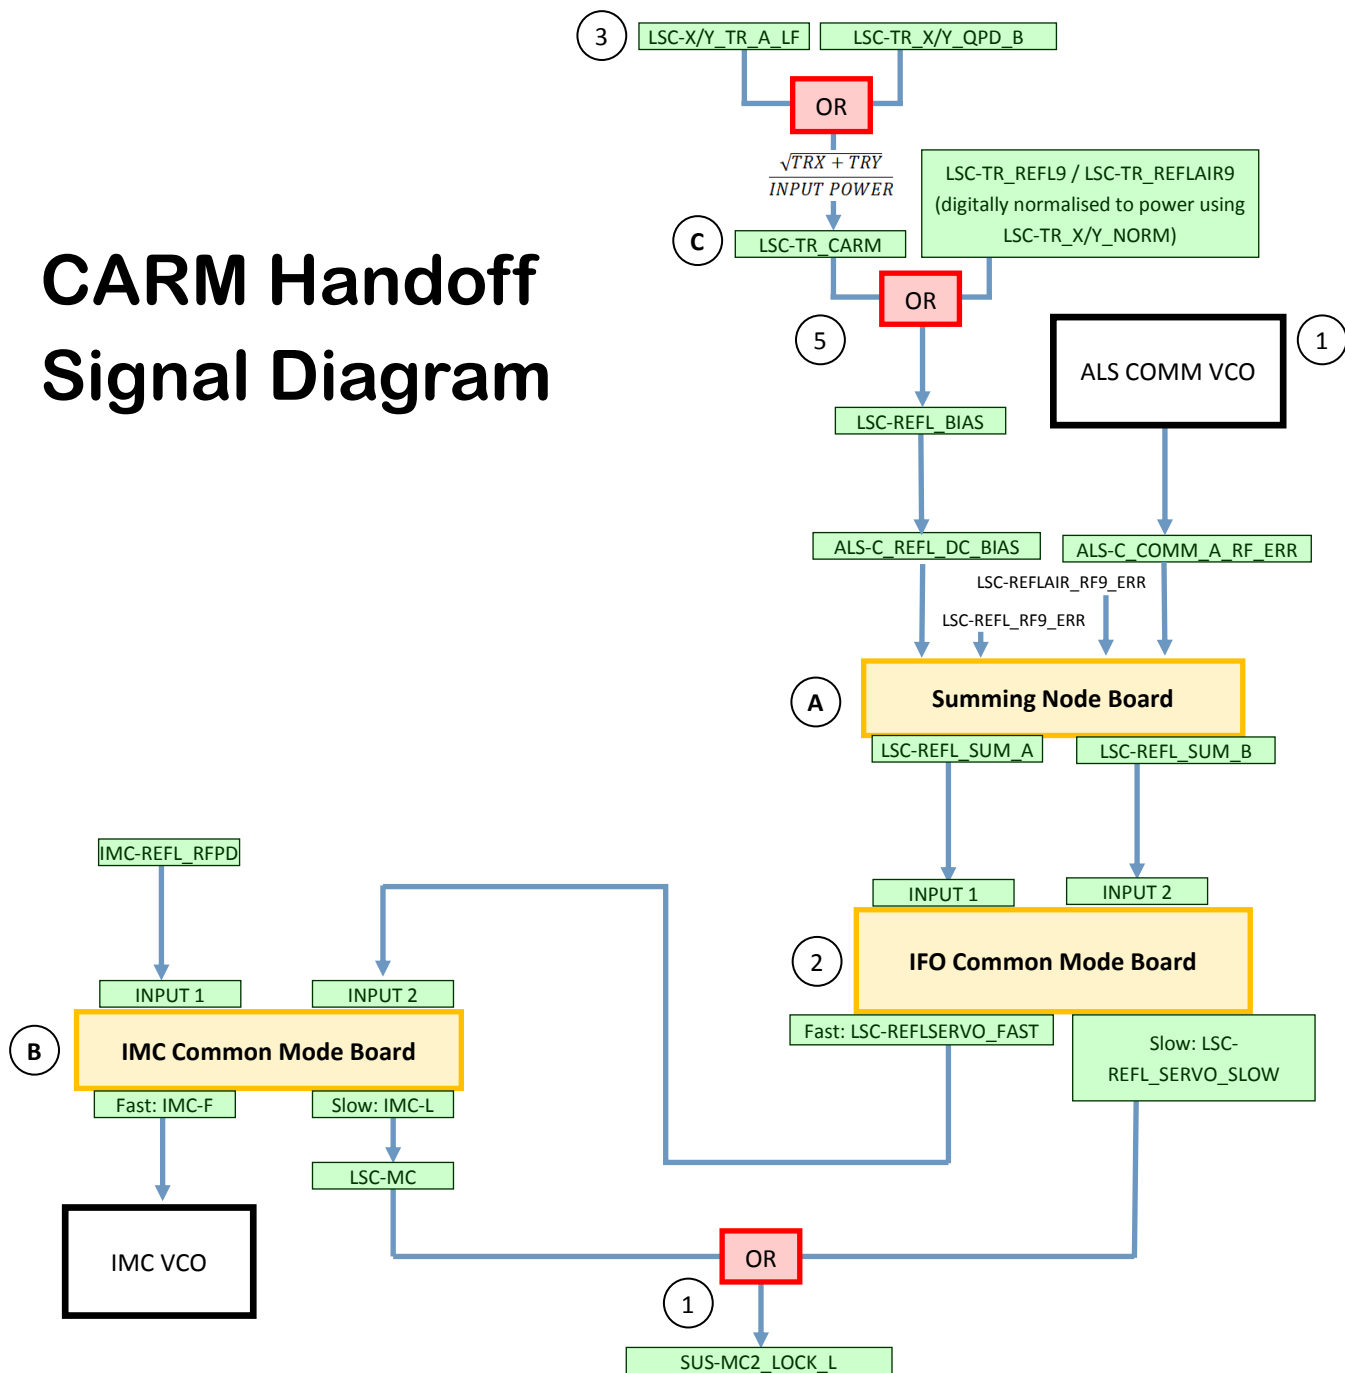 3
LSC-X/Y_TR_A_LF
LSC-TR_X/Y_QPD_B
OR
√TRX + TRY
INPUT POWER
LSC-TR_REFL9 / LSC-TR_REFLAIR9
(digitally normalised to power using
LSC-TR_X/Y_NORM)
C
LSC-TR_CARM
CARM Handoff
Signal Diagram
OR
5
ALS COMM VCO
1
LSC-REFL_BIAS
ALS-C_REFL_DC_BIAS
ALS-C_COMM_A_RF_ERR
LSC-REFLAIR_RF9_ERR
LSC-REFL_RF9_ERR
A
Summing Node Board
LSC-REFL_SUM_A
LSC-REFL_SUM_B
IMC-REFL_RFPD
INPUT 1
INPUT 2
2
IFO Common Mode Board
INPUT 1
INPUT 2
Fast: LSC-REFLSERVO_FAST
Slow: LSC-
REFL_SERVO_SLOW
B
IMC Common Mode Board
Fast: IMC-F
Slow: IMC-L
LSC-MC
IMC VCO
OR
1
SUS-MC2_LOCK_L